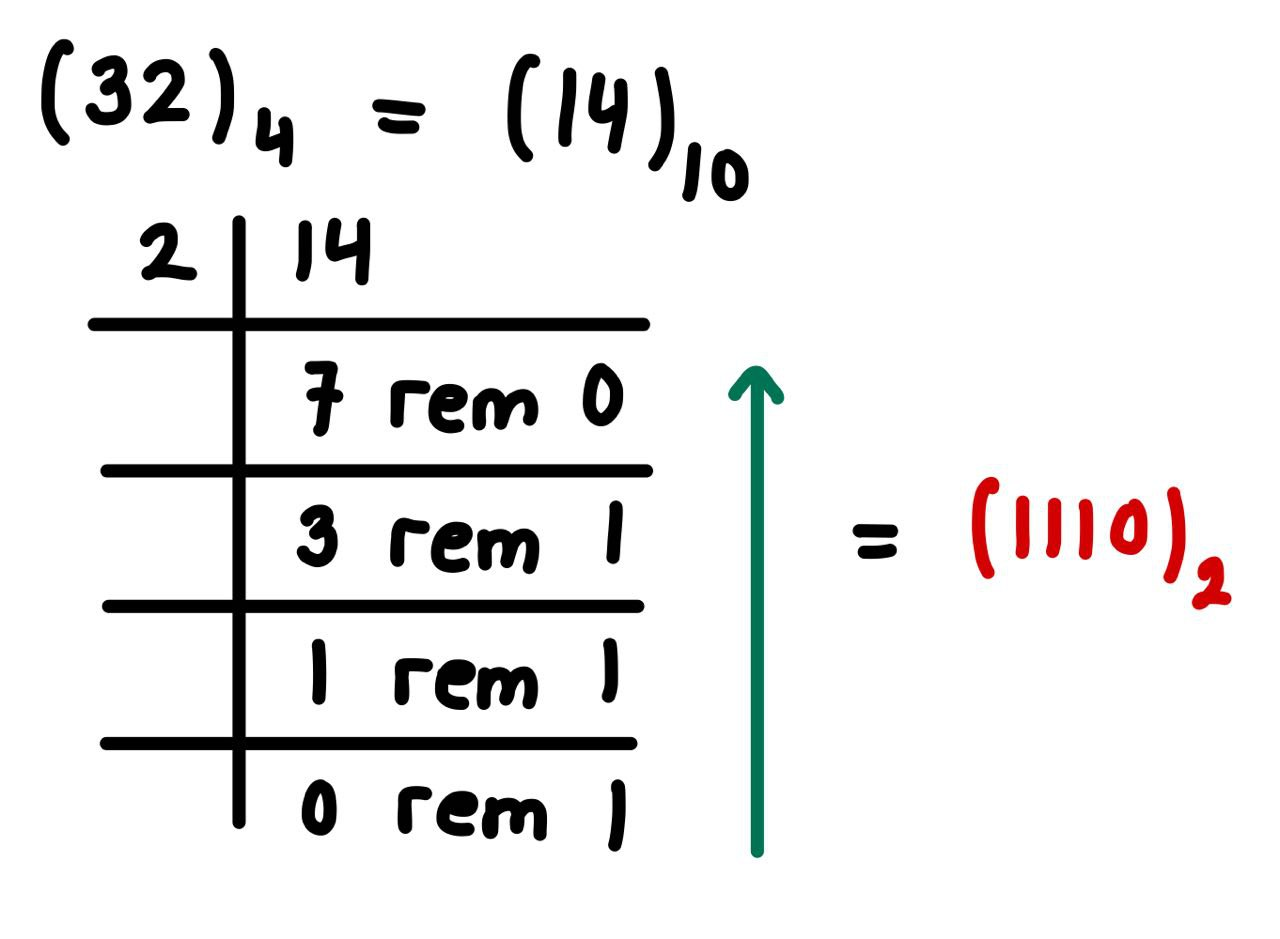 (32)₄ = (14)₁₀
2 14
7 rem 0
3 rem 1
1 rem 1
0 rem 1
= (1110)₂